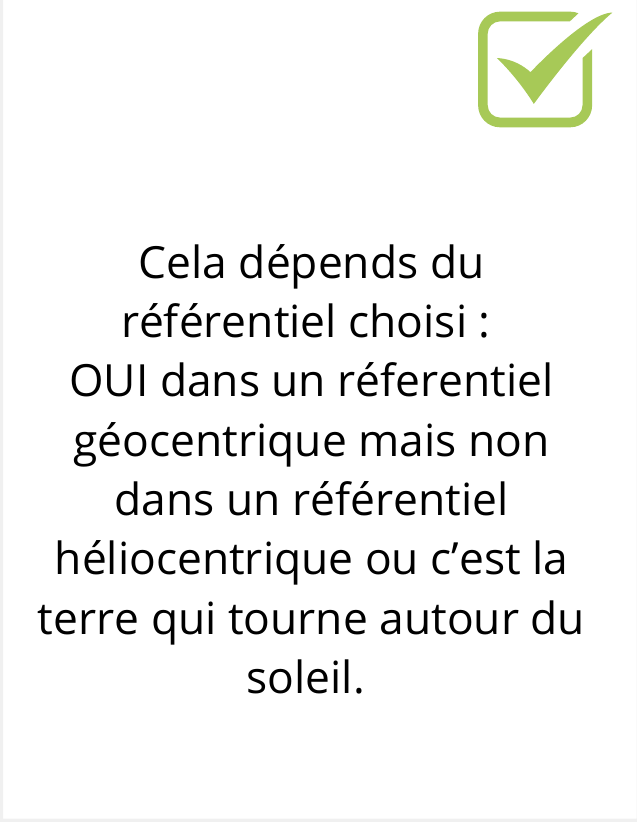 Cela dépends du
référentiel choisi :
OUI dans un réferentiel
géocentrique mais non
dans un référentiel
héliocentrique ou c’est la
terre qui tourne autour du
soleil.